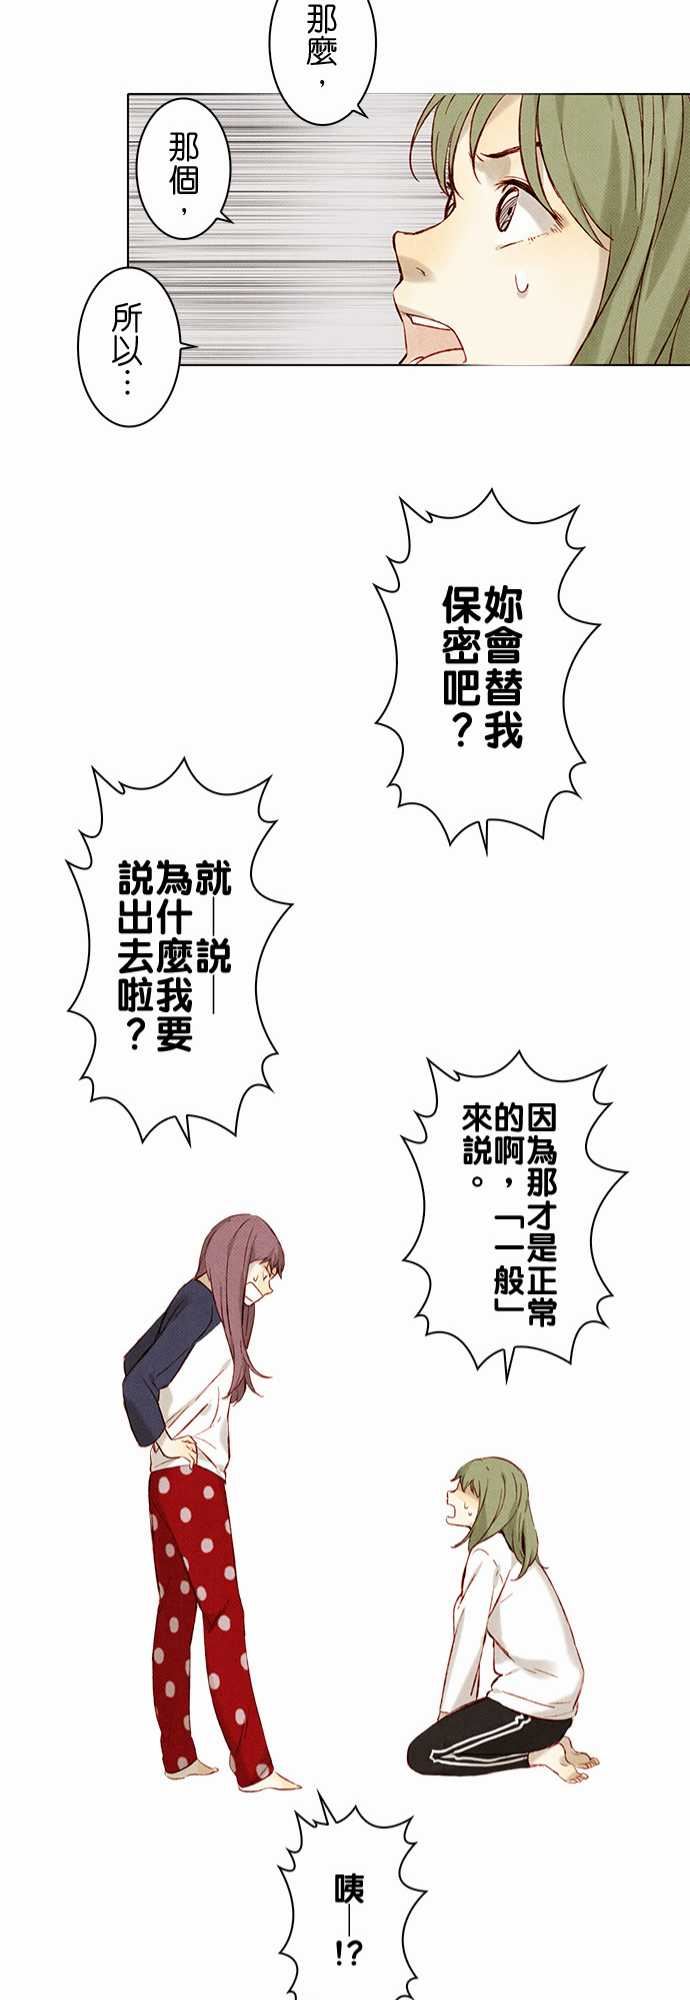 那麼，
那個，
所以…
妳會替我
保密吧？
就—說—
為什麼我要
說出去啦？
因為那才是正常
的啊，「一般」
來說。
咦—!?